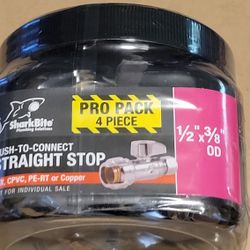 SharkBite
Plumbing Solutions
PRO PACK
4 PIECE
1/2" x 3/8"
OD
PUSH-TO-CONNECT
STRAIGHT STOP
CPVC, PE-RT or Copper
NOT FOR INDIVIDUAL SALE